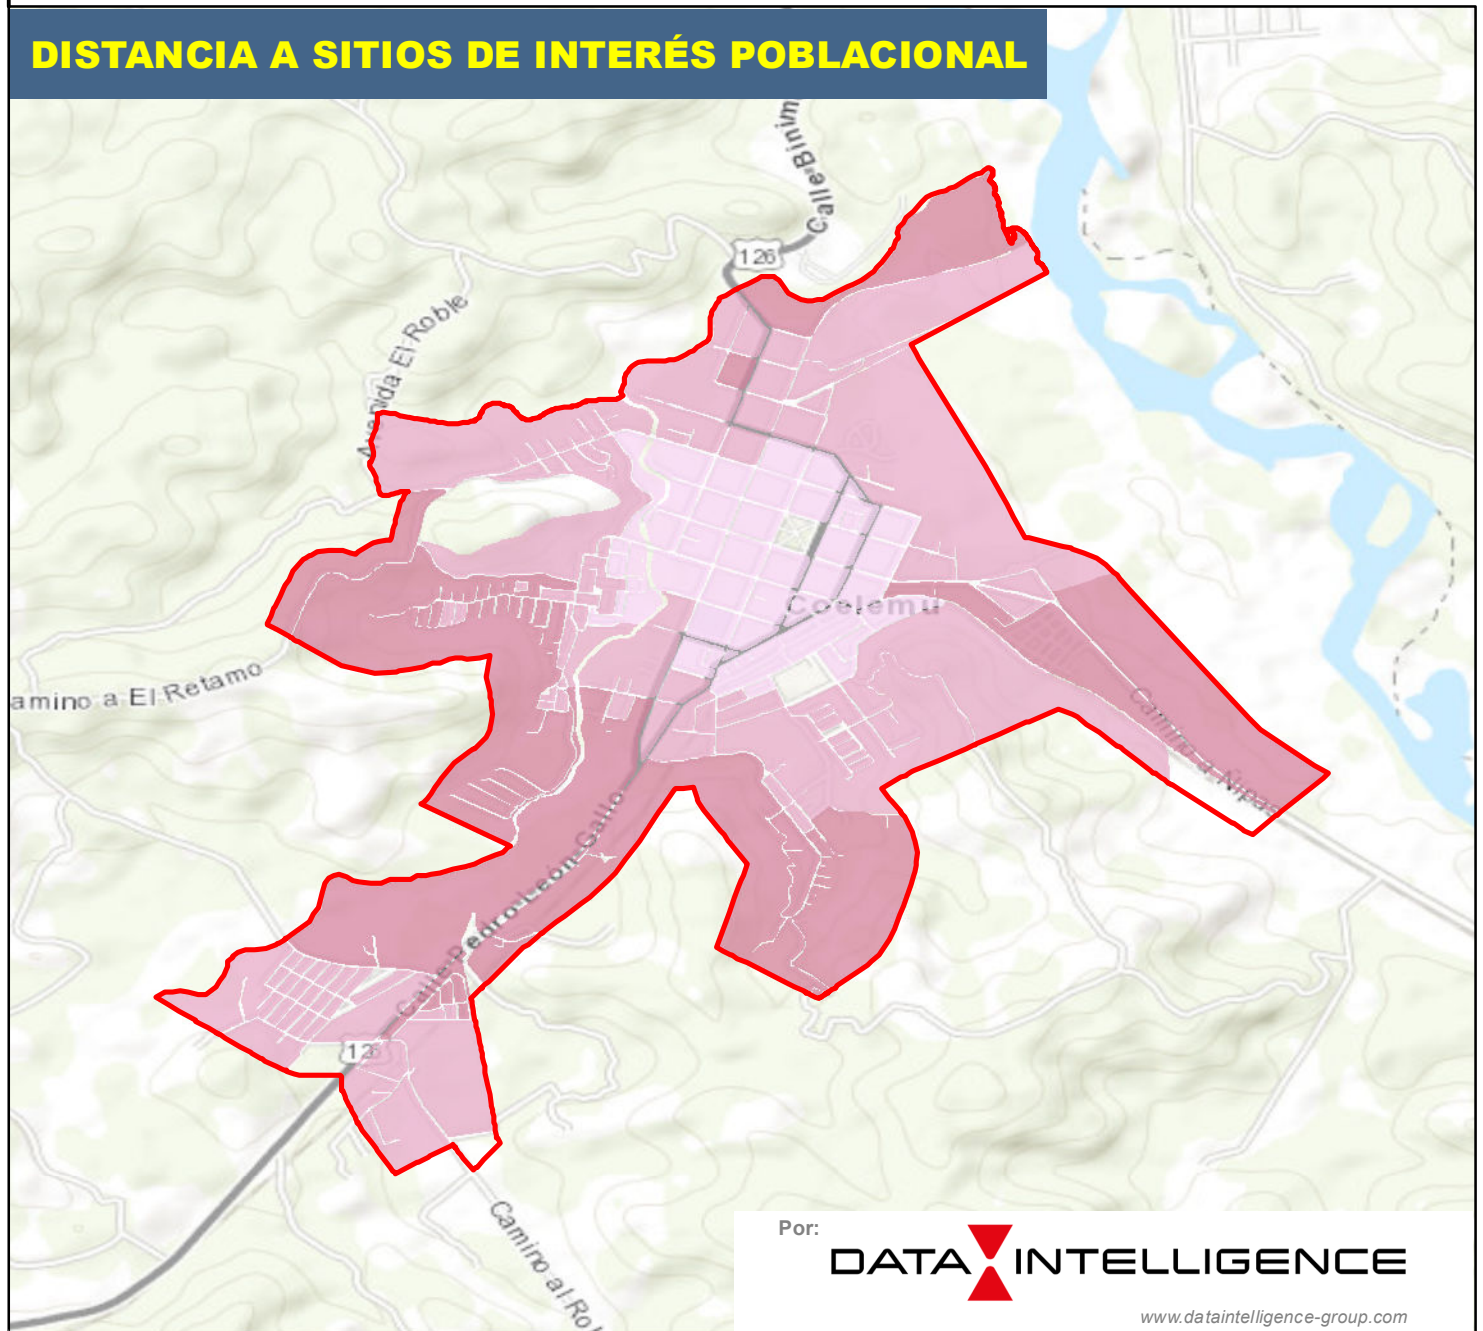 DISTANCIA A SITIOS DE INTERÉS POBLACIONAL
Calle Binim
126
Avenida El Roble
Coelemu
amino a El Retamo
Camino a Ñipas
Calle Pedro León Gallo
12
Camino al Ro
Por:
DATA INTELLIGENCE
www.dataintelligence-group.com